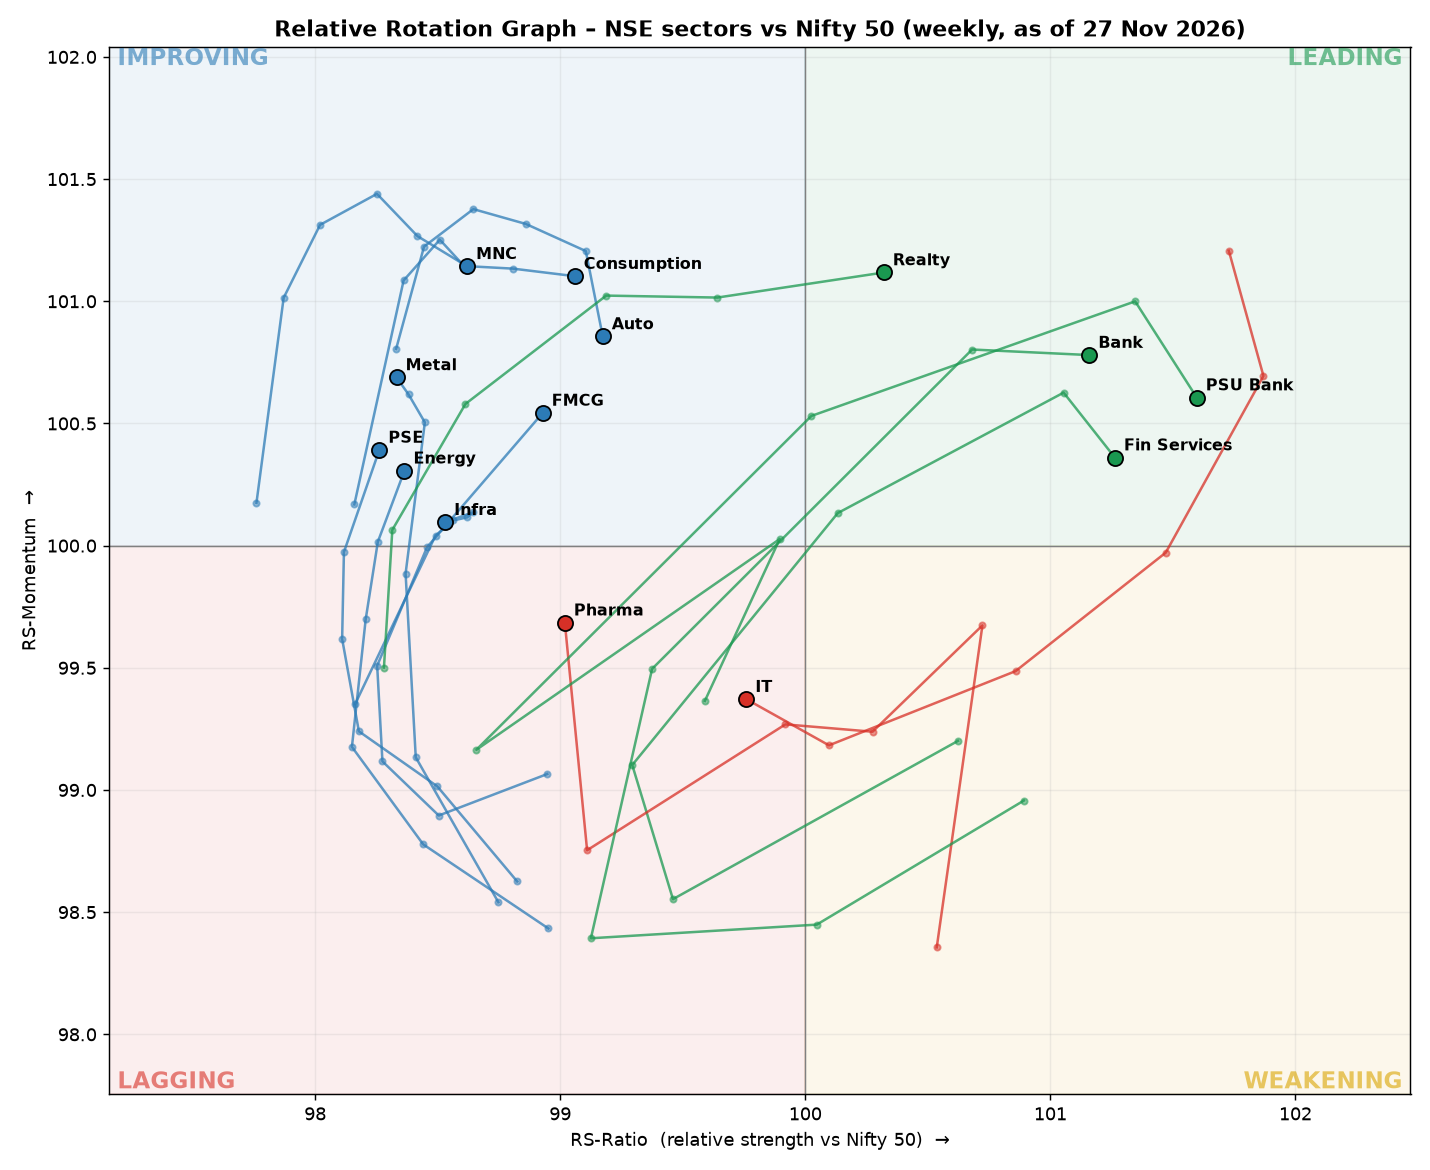 Relative Rotation Graph – NSE sectors vs Nifty 50 (weekly, as of 27 Nov 2026)
IMPROVING
LEADING
102.0
101.5
101.0
100.5
100.0
99.5
99.0
98.5
98.0
RS-Momentum →
MNC
Consumption
Realty
Auto
Bank
Metal
PSU Bank
FMCG
PSE
Fin Services
Energy
Infra
Pharma
IT
LAGGING
WEAKENING
98
99
100
101
102
RS-Ratio (relative strength vs Nifty 50) →